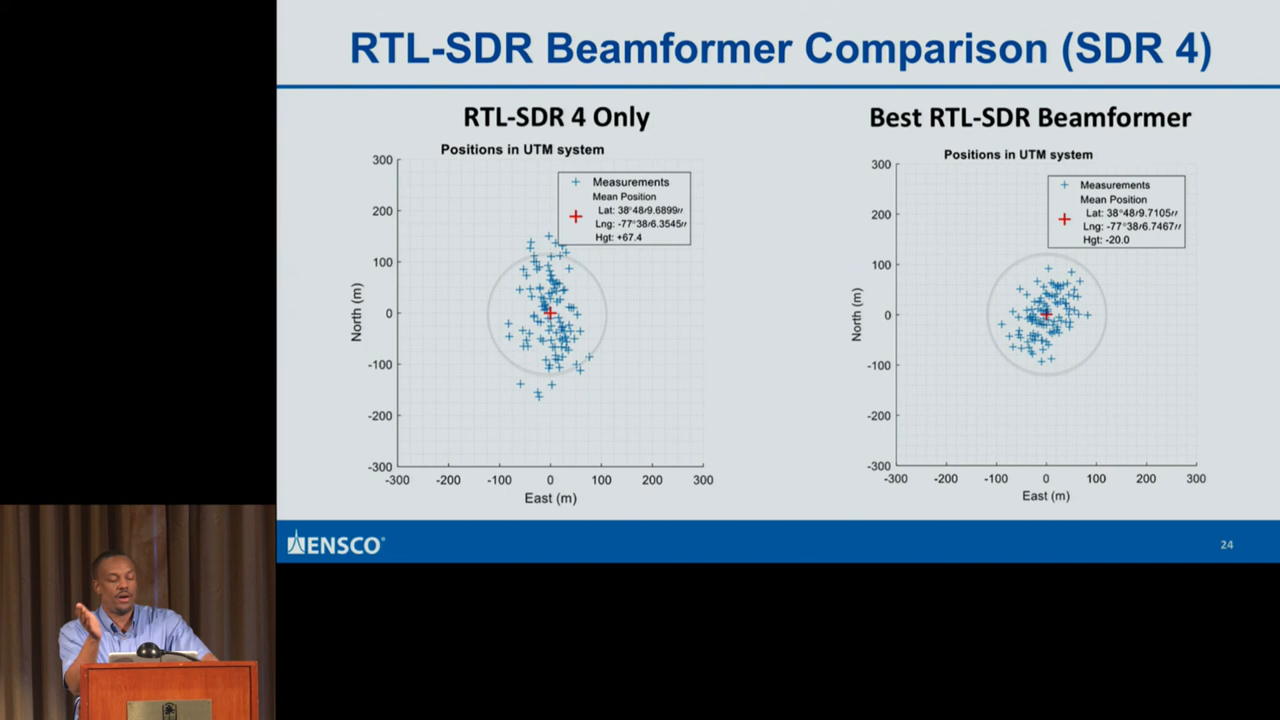 RTL-SDR Beamformer Comparison (SDR 4)
RTL-SDR 4 Only
Positions in UTM system
300
200
100
0
-100
-200
-300
North (m)
-300 -200 -100 0 100 200 300
East (m)
Measurements
Mean Position
Lat: 38°48′9.6899′′
Lng: -77°38′6.3545′′
Hgt: +67.4
Best RTL-SDR Beamformer
Positions in UTM system
300
200
100
0
-100
-200
-300
North (m)
-300 -200 -100 0 100 200 300
East (m)
Measurements
Mean Position
Lat: 38°48′9.7105′′
Lng: -77°38′6.7467′′
Hgt: -20.0
ENSCO®
24